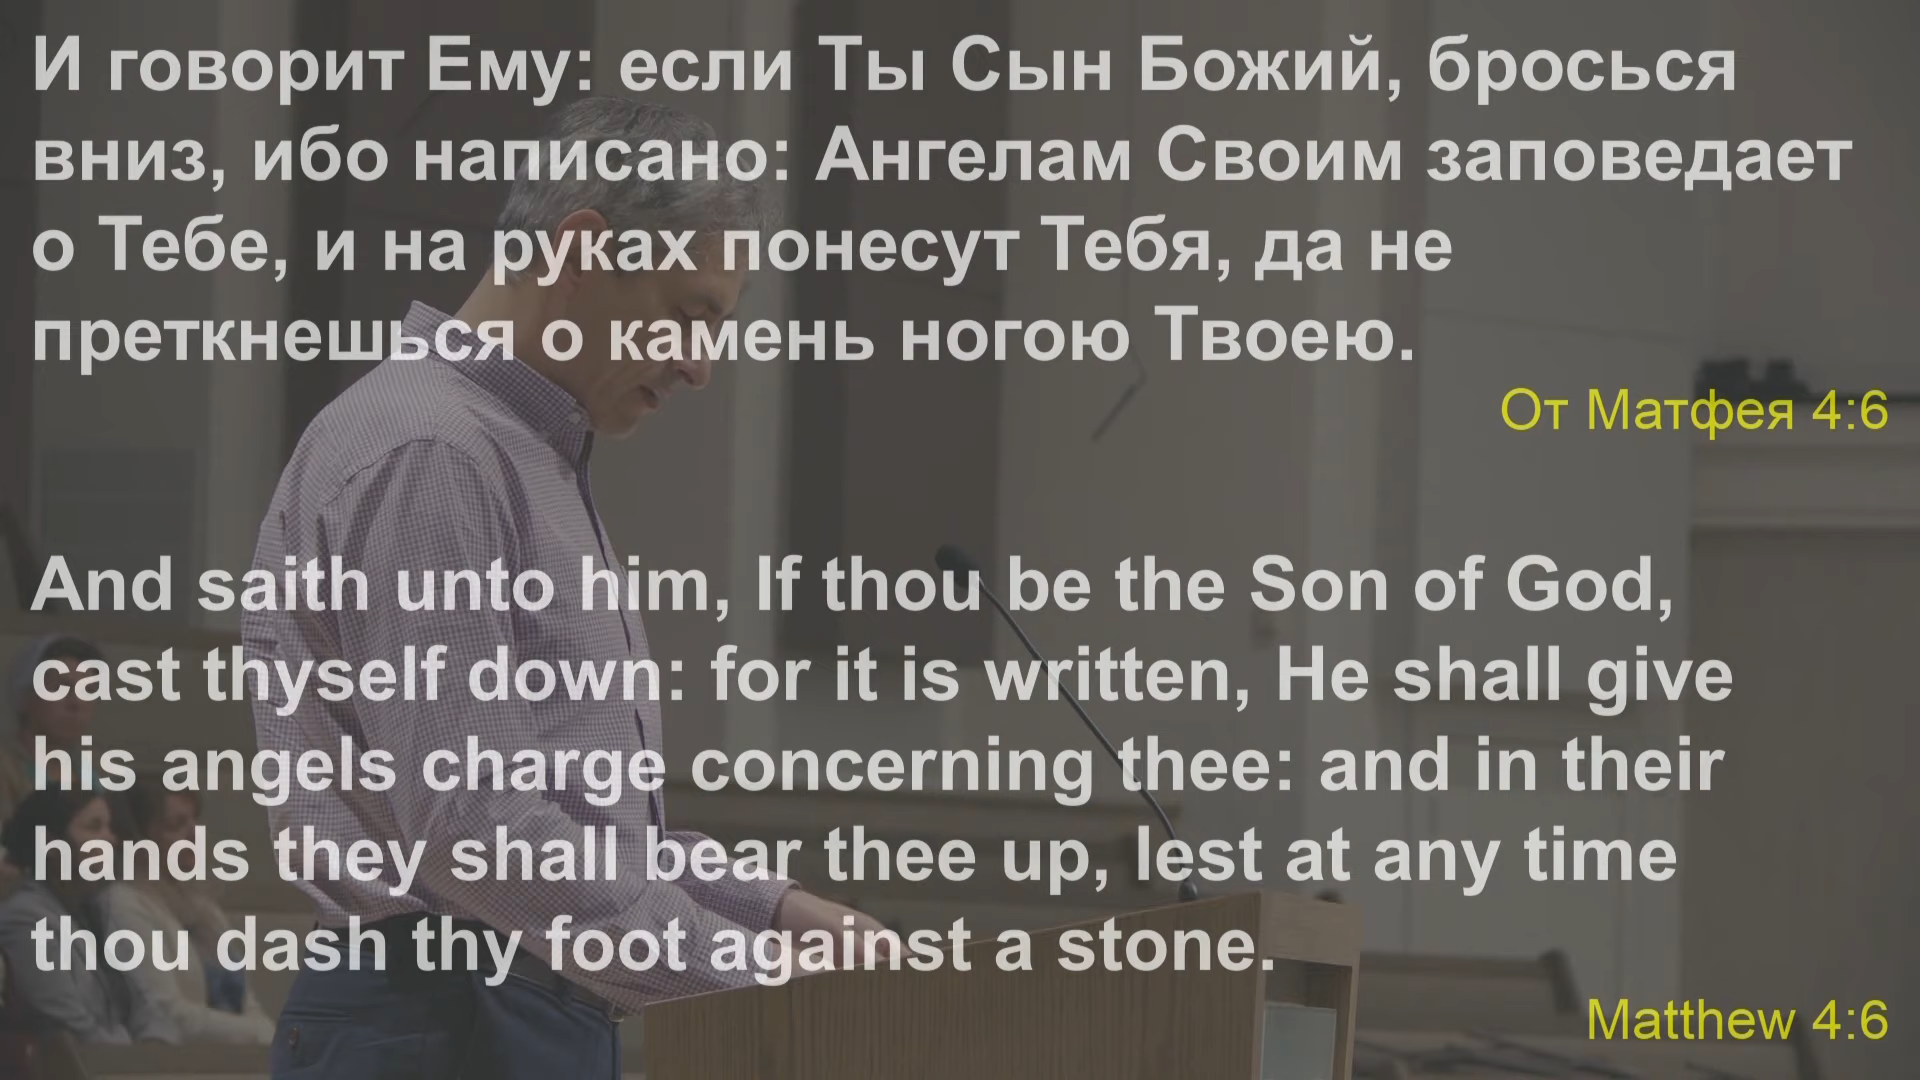 И говорит Ему: если Ты Сын Божий, бросься
вниз, ибо написано: Ангелам Своим заповедает
о Тебе, и на руках понесут Тебя, да не
преткнешься о камень ногою Твоею.
От Матфея 4:6
And saith unto him, If thou be the Son of God,
cast thyself down: for it is written, He shall give
his angels charge concerning thee: and in their
hands they shall bear thee up, lest at any time
thou dash thy foot against a stone.
Matthew 4:6